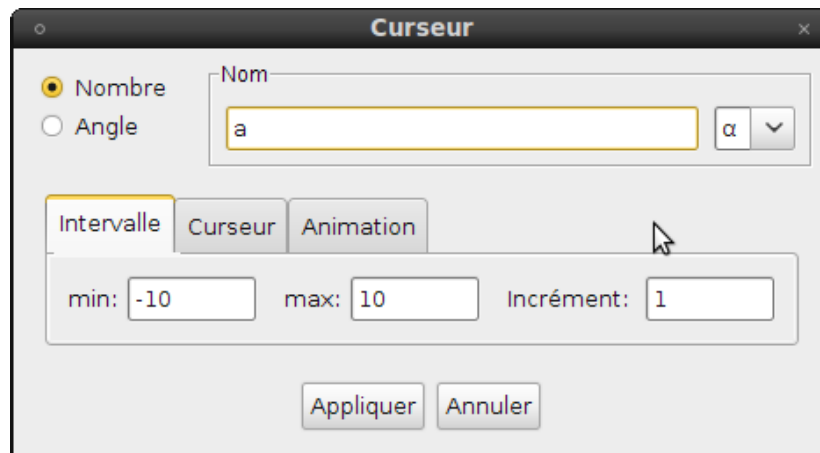 Curseur
Nombre
Angle
Nom
a
α
Intervalle
Curseur
Animation
min: -10
max: 10
Incrément: 1
Appliquer
Annuler